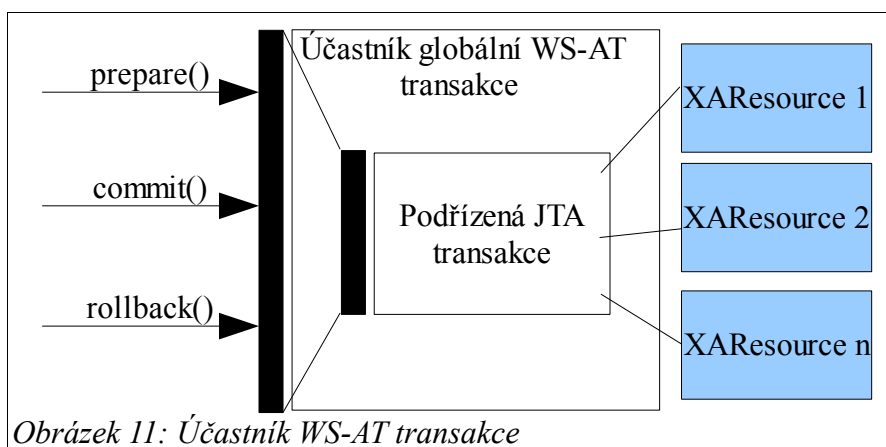 Účastník globální WS-AT
transakce
prepare()
commit()
rollback()
Podřízená JTA
transakce
XAResource 1
XAResource 2
XAResource n
Obrázek 11: Účastník WS-AT transakce